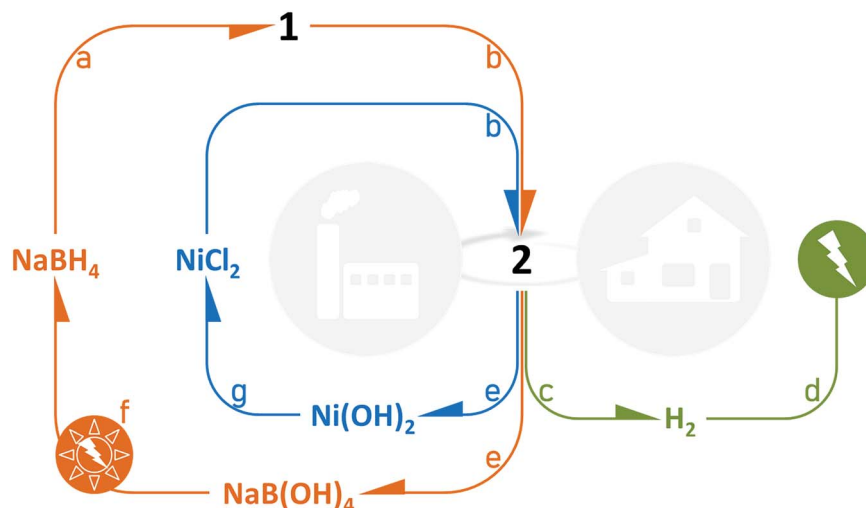 1
a
b
b
NaBH₄
NiCl₂
2
f
g
e
c
d
Ni(OH)₂
H₂
e
NaB(OH)₄